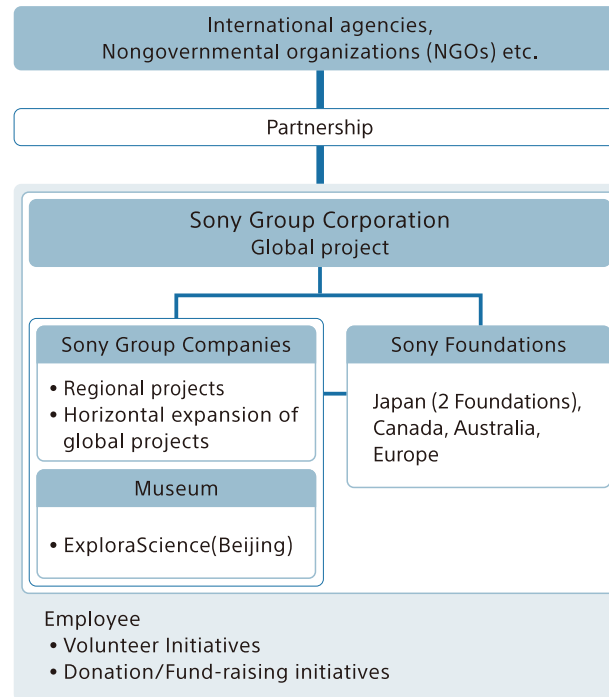 International agencies,
Nongovernmental organizations (NGOs) etc.
Partnership
Sony Group Corporation
Global project
Sony Group Companies
• Regional projects
• Horizontal expansion of
global projects
Museum
• ExploraScience(Beijing)
Sony Foundations
Japan (2 Foundations),
Canada, Australia,
Europe
Employee
• Volunteer Initiatives
• Donation/Fund-raising initiatives